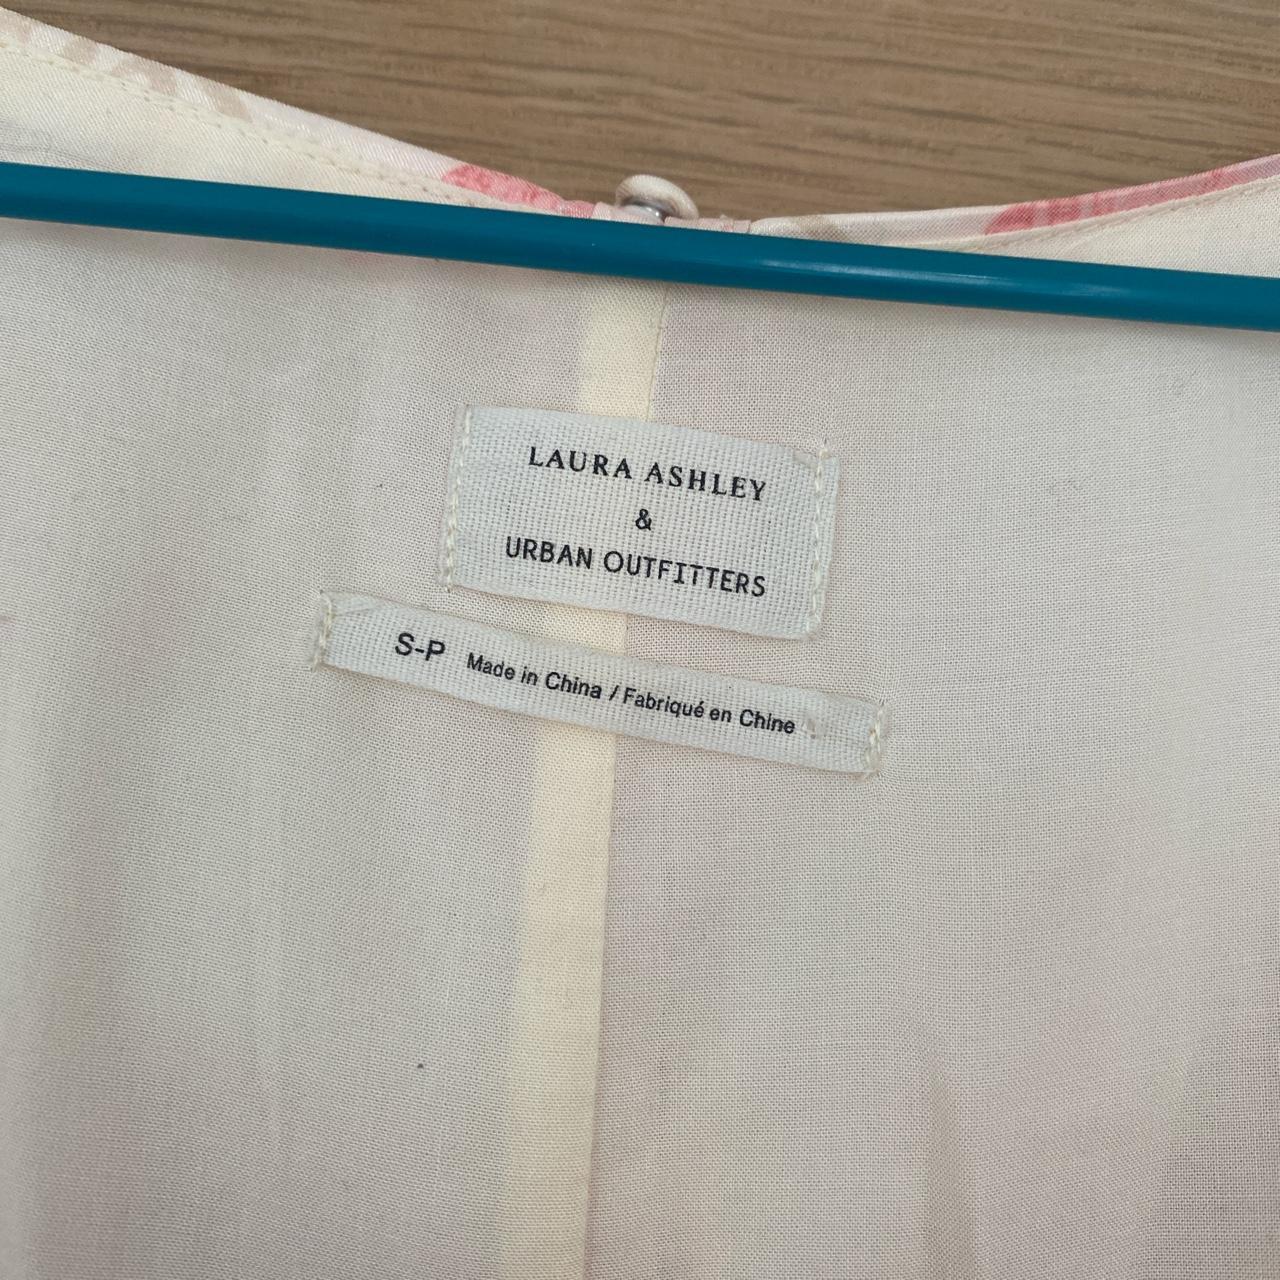 LAURA ASHLEY
&
URBAN OUTFITTERS
S-P Made in China / Fabriqué en Chine